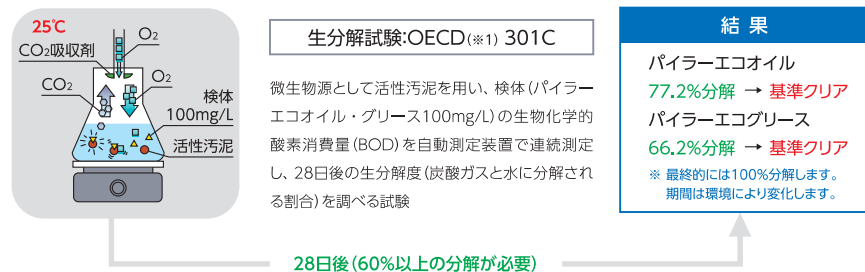 25℃
O₂
CO₂吸収剤
CO₂
O₂
検体
100mg/L
活性汚泥
生分解試験:OECD(※1) 301C
微生物源として活性汚泥を用い、検体（パイラー
エコオイル・グリース100mg/L）の生物化学的
酸素消費量（BOD）を自動測定装置で連続測定
し、28日後の生分解度（炭酸ガスと水に分解され
る割合）を調べる試験
結果
パイラーエコオイル
77.2%分解 → 基準クリア
パイラーエコグリース
66.2%分解 → 基準クリア
※ 最終的には100%分解します。
期間は環境により変化します。
28日後（60%以上の分解が必要）